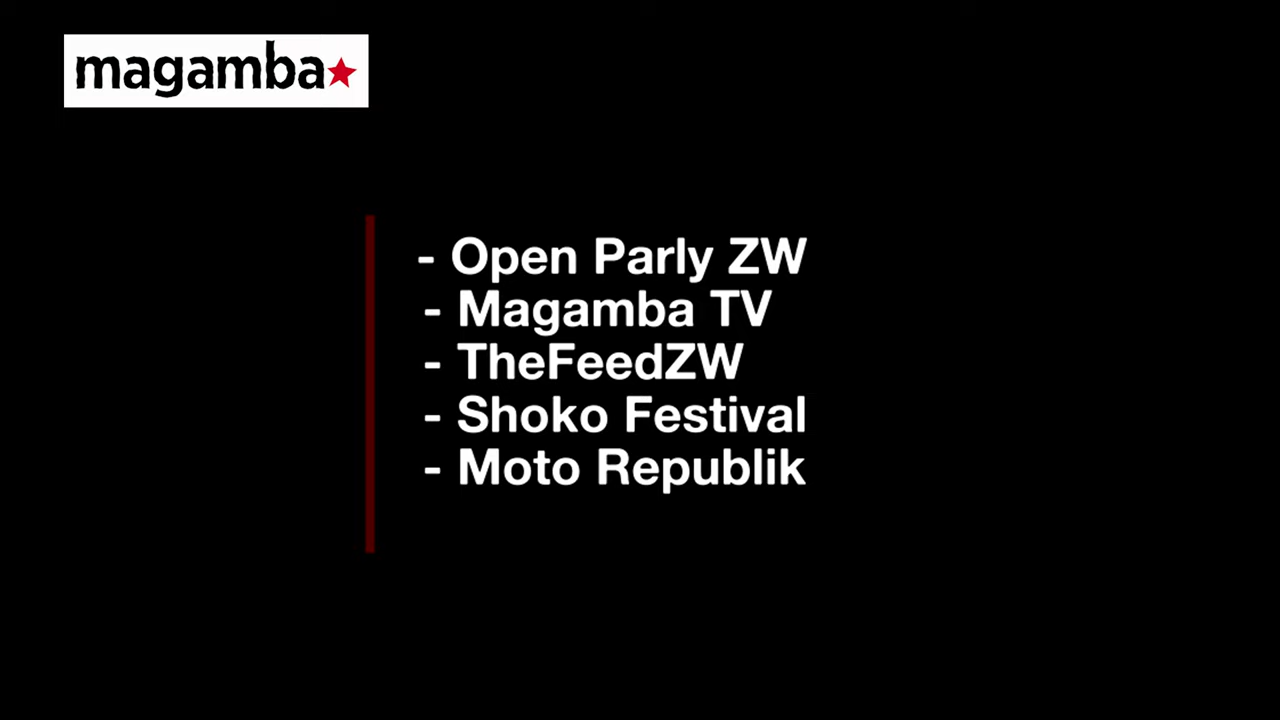 magamba
- Open Parly ZW
- Magamba TV
- TheFeedZW
- Shoko Festival
- Moto Republik